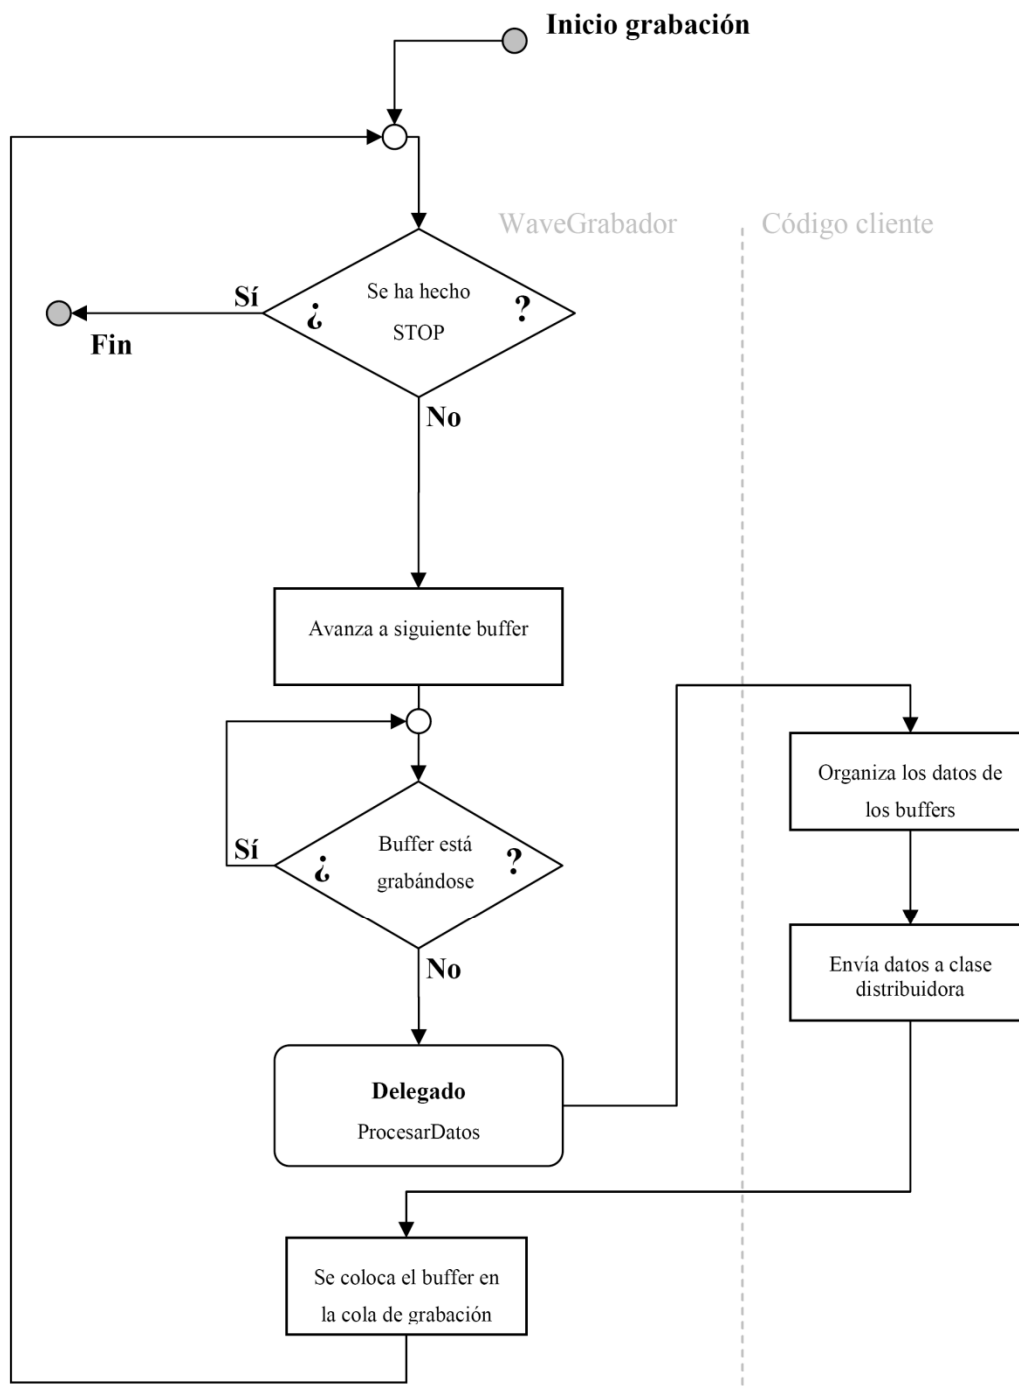 Inicio grabación
WaveGrabador
Código cliente
Sí
¿
Se ha hecho
STOP
?
Fin
No
Avanza a siguiente buffer
Organiza los datos de
los buffers
Sí
¿
Buffer está
grabándose
?
Envía datos a clase
distribuidora
No
Delegado
ProcesarDatos
Se coloca el buffer en
la cola de grabación